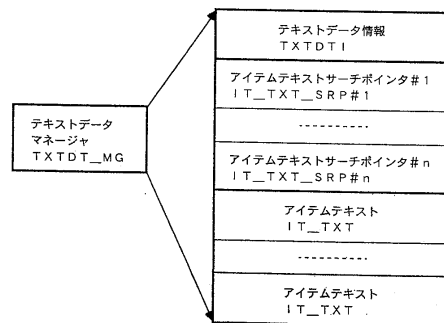 テキストデータ
マネージャ
TXTDT＿MG
テキストデータ情報
TXTDTI
アイテムテキストサーチポインタ＃1
IT＿TXT＿SRP＃1
----------
アイテムテキストサーチポインタ＃n
IT＿TXT＿SRP＃n
アイテムテキスト
IT＿TXT
----------
アイテムテキスト
IT＿TXT